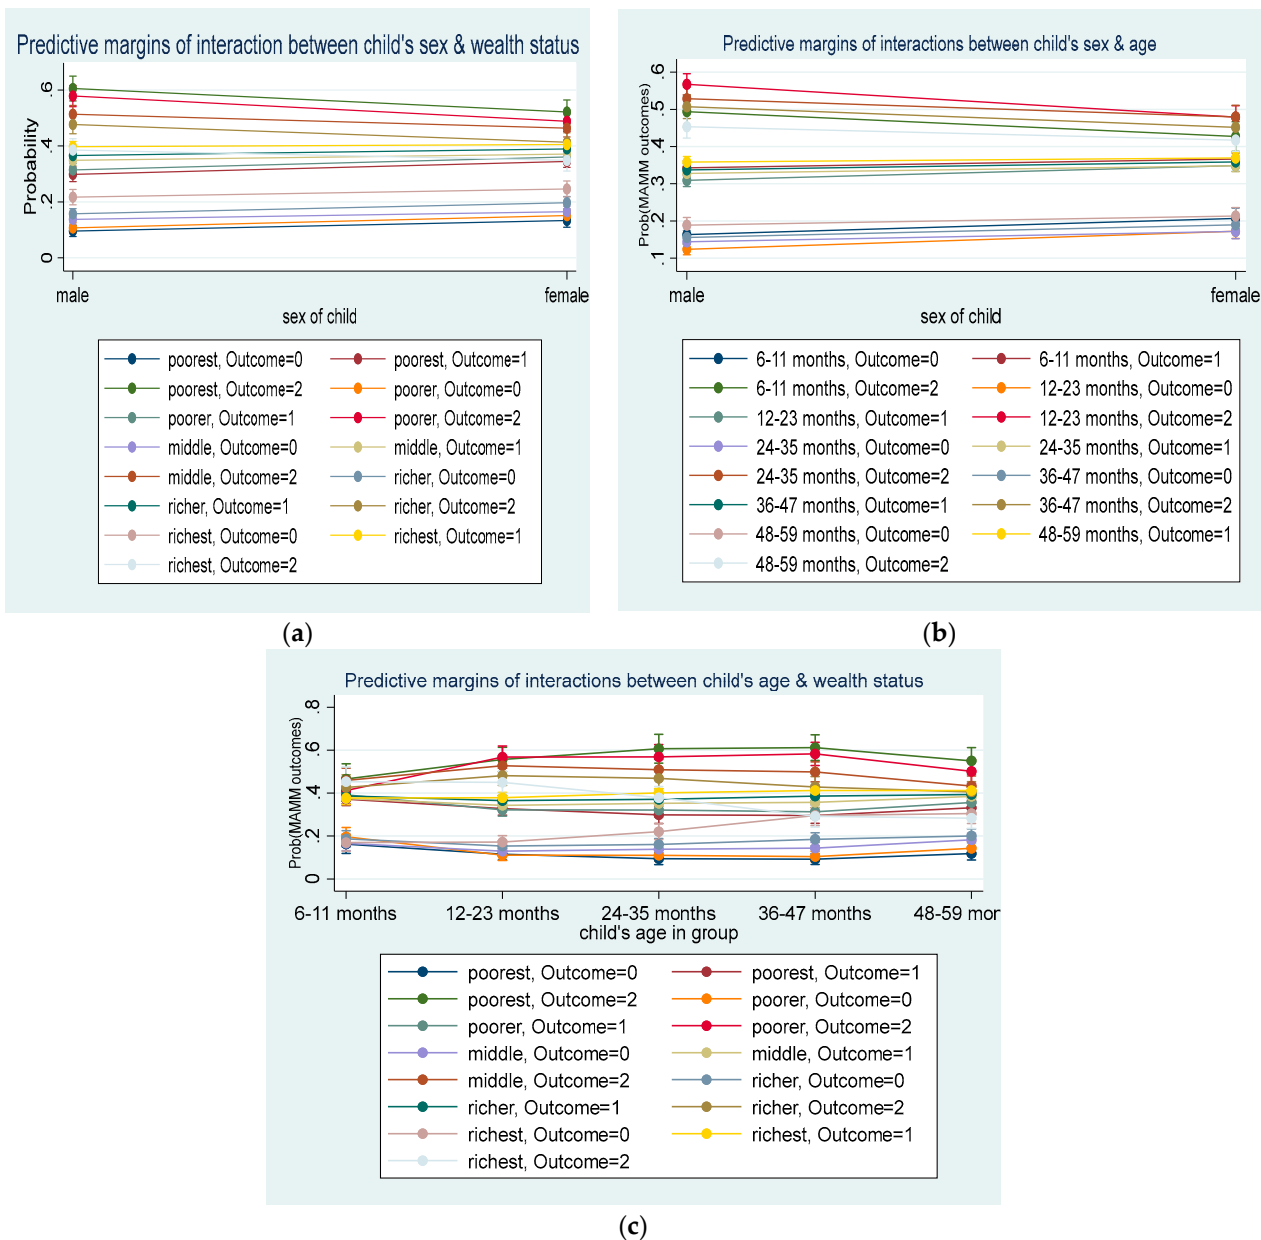 Predictive margins of interaction between child's sex & wealth status
Probability
.6
.4
.2
0
male
female
sex of child
poorest, Outcome=0
poorest, Outcome=1
poorest, Outcome=2
poorer, Outcome=0
poorer, Outcome=1
poorer, Outcome=2
middle, Outcome=0
middle, Outcome=1
middle, Outcome=2
richer, Outcome=0
richer, Outcome=1
richer, Outcome=2
richest, Outcome=0
richest, Outcome=1
richest, Outcome=2
(a)
Predictive margins of interactions between child's sex & age
Prob(MAMM outcomes)
.6
.5
.4
.3
.2
.1
male
female
sex of child
6-11 months, Outcome=0
6-11 months, Outcome=1
6-11 months, Outcome=2
12-23 months, Outcome=0
12-23 months, Outcome=1
12-23 months, Outcome=2
24-35 months, Outcome=0
24-35 months, Outcome=1
24-35 months, Outcome=2
36-47 months, Outcome=0
36-47 months, Outcome=1
36-47 months, Outcome=2
48-59 months, Outcome=0
48-59 months, Outcome=1
48-59 months, Outcome=2
(b)
Predictive margins of interactions between child's age & wealth status
Prob(MAMM outcomes)
.8
.6
.4
.2
0
6-11 months
12-23 months
24-35 months
36-47 months
48-59 mor
child's age in group
poorest, Outcome=0
poorest, Outcome=1
poorest, Outcome=2
poorer, Outcome=0
poorer, Outcome=1
poorer, Outcome=2
middle, Outcome=0
middle, Outcome=1
middle, Outcome=2
richer, Outcome=0
richer, Outcome=1
richer, Outcome=2
richest, Outcome=0
richest, Outcome=1
richest, Outcome=2
(c)